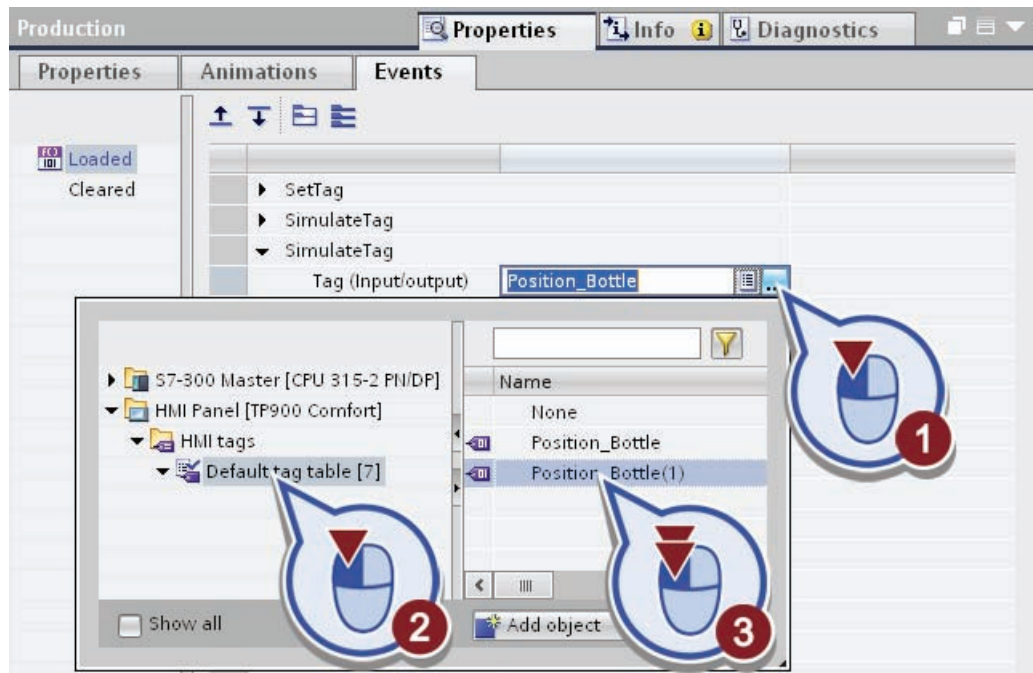 Production
Properties
Info
Diagnostics
Properties
Animations
Events
Loaded
Cleared
SetTag
SimulateTag
SimulateTag
Tag (Input/output)
Position_Bottle
...
S7-300 Master [CPU 315-2 PN/DP]
HMI Panel [TP900 Comfort]
HMI tags
Default tag table [7]
Name
None
Position_Bottle
Position_Bottle(1)
1
2
3
Show all
Add object